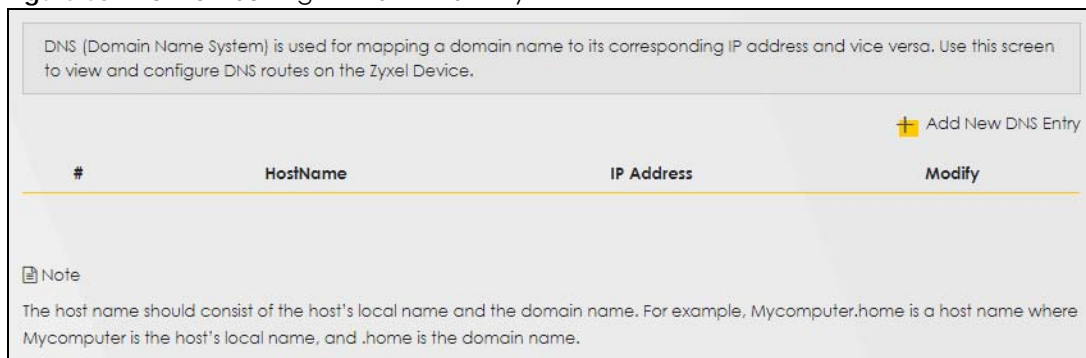 DNS (Domain Name System) is used for mapping a domain name to its corresponding IP address and vice versa. Use this screen
to view and configure DNS routes on the Zyxel Device.
Add New DNS Entry
# HostName IP Address Modify
Note
The host name should consist of the host's local name and the domain name. For example, Mycomputer.home is a host name where
Mycomputer is the host's local name, and .home is the domain name.